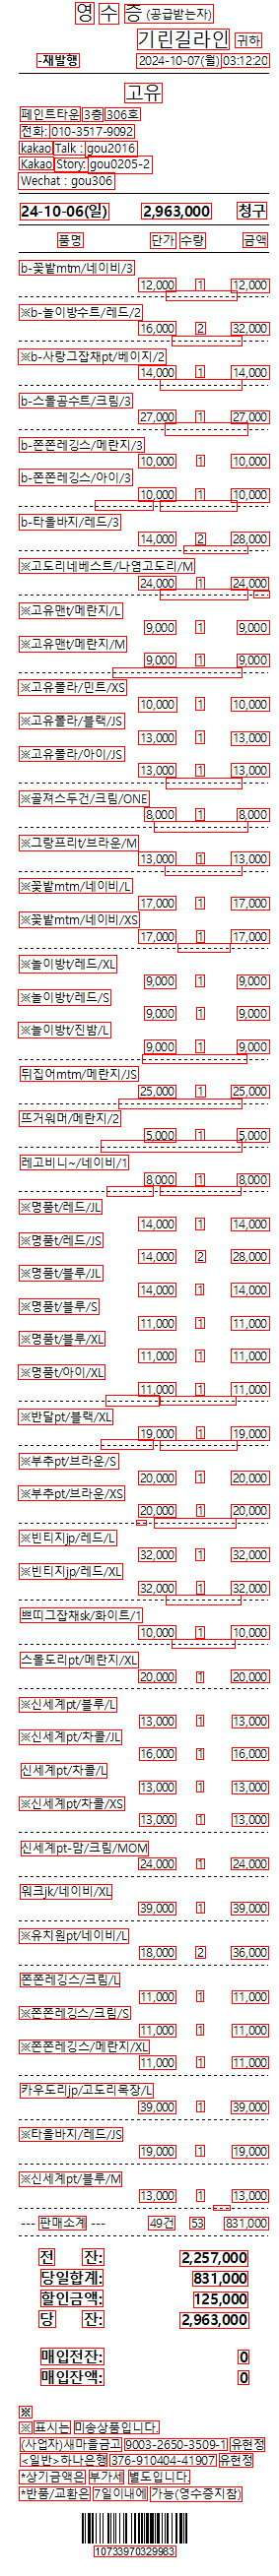 영 수 증 (공급받는자)
기린길라인 귀하
-재발행 2024-10-07(월) 03:12:20
고유
페인트타운 3층 306호
전화: 010-3517-9092
kakao Talk : gou2016
Kakao Story: gou0205-2
Wechat : gou306
24-10-06(일) 2,963,000 청구
품명 단가 수량 금액
b-꽃밭mtm/네이비/3
12,000 1 12,000
※b-놀이방수트/레드/2
16,000 2 32,000
※b-사랑그잡채pt/베이지/2
14,000 1 14,000
b-스몰곰수트/크림/3
27,000 1 27,000
b-쫀쫀레깅스/메란지/3
10,000 1 10,000
b-쫀쫀레깅스/아이/3
10,000 1 10,000
b-타올바지/레드/3
14,000 2 28,000
※고도리네베스트/나염고도리/M
24,000 1 24,000
※고유맨t/메란지/L
9,000 1 9,000
※고유맨t/메란지/M
9,000 1 9,000
※고유폴라/민트/XS
10,000 1 10,000
※고유폴라/블랙/JS
13,000 1 13,000
※고유폴라/아이/JS
13,000 1 13,000
※골져스두건/크림/ONE
8,000 1 8,000
※그랑프리t/브라운/M
13,000 1 13,000
※꽃밭mtm/네이비/L
17,000 1 17,000
※꽃밭mtm/네이비/XS
17,000 1 17,000
※놀이방t/레드/XL
9,000 1 9,000
※놀이방t/레드/S
9,000 1 9,000
※놀이방t/진밤/L
9,000 1 9,000
뒤집어mtm/메란지/JS
25,000 1 25,000
뜨거워머/메란지/2
5,000 1 5,000
레고비니~/네이비/1
8,000 1 8,000
※명품t/레드/JL
14,000 1 14,000
※명품t/레드/JS
14,000 2 28,000
※명품t/블루/JL
14,000 1 14,000
※명품t/블루/S
11,000 1 11,000
※명품t/블루/XL
11,000 1 11,000
※명품t/아이/XL
11,000 1 11,000
※반달pt/블랙/XL
19,000 1 19,000
※부추pt/브라운/S
20,000 1 20,000
※부추pt/브라운/XS
20,000 1 20,000
※빈티지jp/레드/L
32,000 1 32,000
※빈티지jp/레드/XL
32,000 1 32,000
쁘띠그잡채sk/화이트/1
10,000 1 10,000
스몰도리pt/메란지/XL
20,000 1 20,000
※신세계pt/블루/L
13,000 1 13,000
※신세계pt/차콜/JL
16,000 1 16,000
신세계pt/차콜/L
13,000 1 13,000
※신세계pt/차콜/XS
13,000 1 13,000
신세계pt-맘/크림/MOM
24,000 1 24,000
워크jk/네이비/XL
39,000 1 39,000
※유치원pt/네이비/L
18,000 2 36,000
쫀쫀레깅스/크림/L
11,000 1 11,000
※쫀쫀레깅스/크림/S
11,000 1 11,000
※쫀쫀레깅스/메란지/XL
11,000 1 11,000
카우도리jp/고도리목장/L
39,000 1 39,000
※타올바지/레드/JS
19,000 1 19,000
※신세계pt/블루/M
13,000 1 13,000
--- 판매소계 --- 49건 53 831,000
전 잔: 2,257,000
당일합계: 831,000
할인금액: 125,000
당 잔: 2,963,000
매입전잔: 0
매입잔액: 0
※
※ 표시는 미송상품입니다.
(사업자)새마을금고 9003-2650-3509-1 유현정
<일반>하나은행 376-910404-41907 유현정
*상기금액은 부가세 별도입니다.
*반품/교환은 7일이내에 가능(영수증지참)
10733970329983